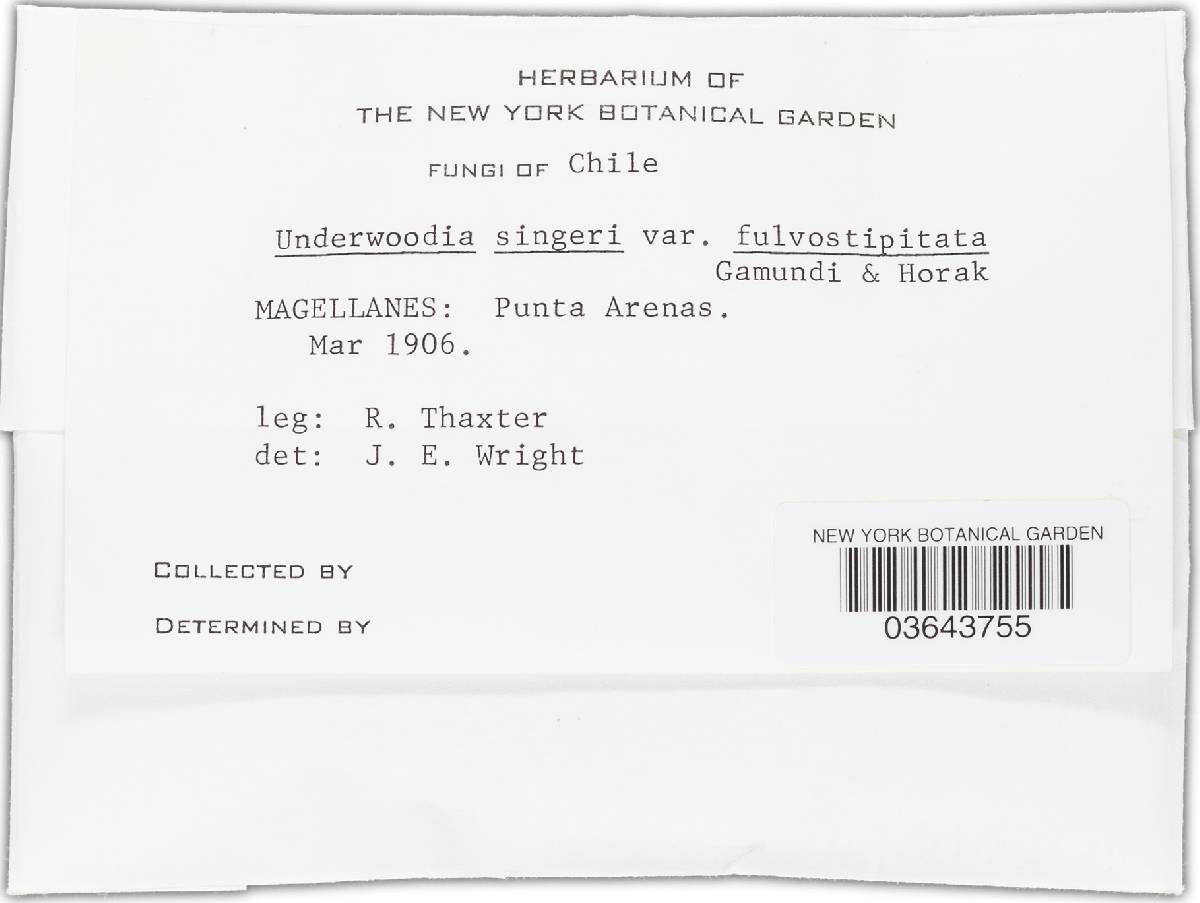 HERBARIUM OF
THE NEW YORK BOTANICAL GARDEN
FUNGI OF Chile
Underwoodia singeri var. fulvostipitata
Gamundi & Horak
MAGELLANES: Punta Arenas.
Mar 1906.
leg: R. Thaxter
det: J. E. Wright
COLLECTED BY
DETERMINED BY
NEW YORK BOTANICAL GARDEN
03643755